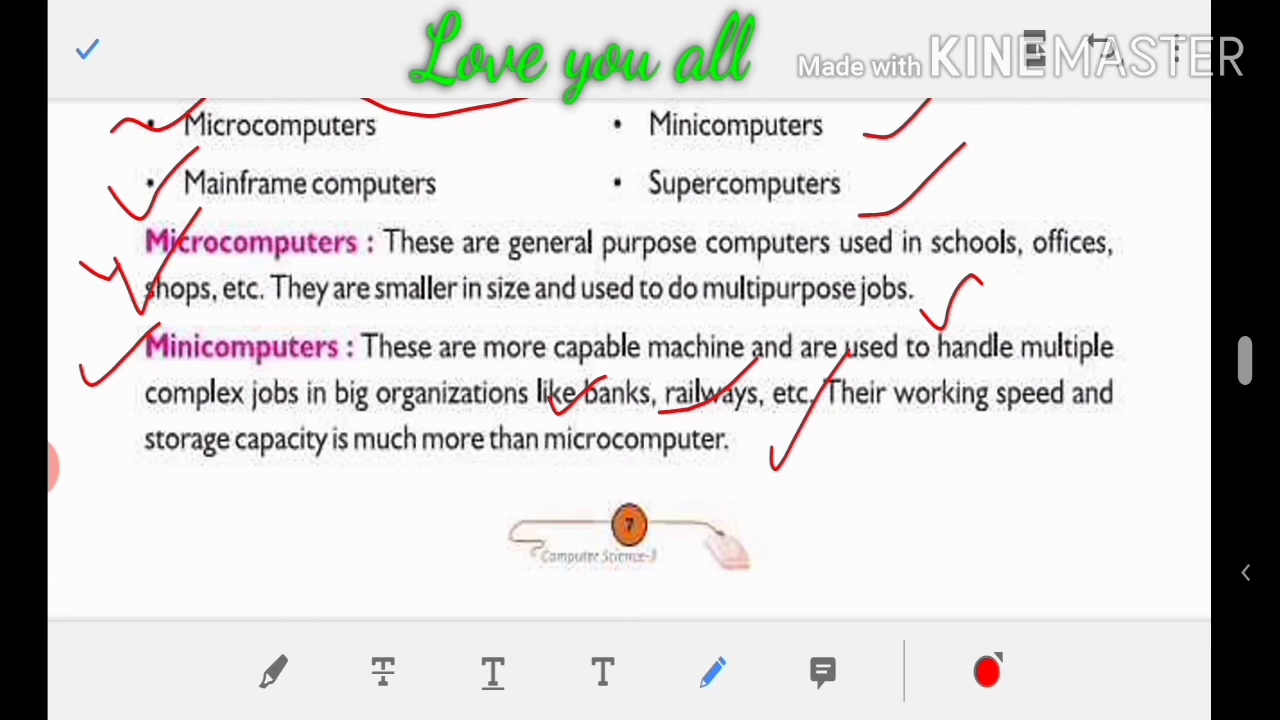 Love you all
Made with KINEMASTER
• Microcomputers • Minicomputers
• Mainframe computers • Supercomputers
Microcomputers : These are general purpose computers used in schools, offices,
shops, etc. They are smaller in size and used to do multipurpose jobs.
Minicomputers : These are more capable machine and are used to handle multiple
complex jobs in big organizations like banks, railways, etc. Their working speed and
storage capacity is much more than microcomputer.
7
Computer Science-3
T T T